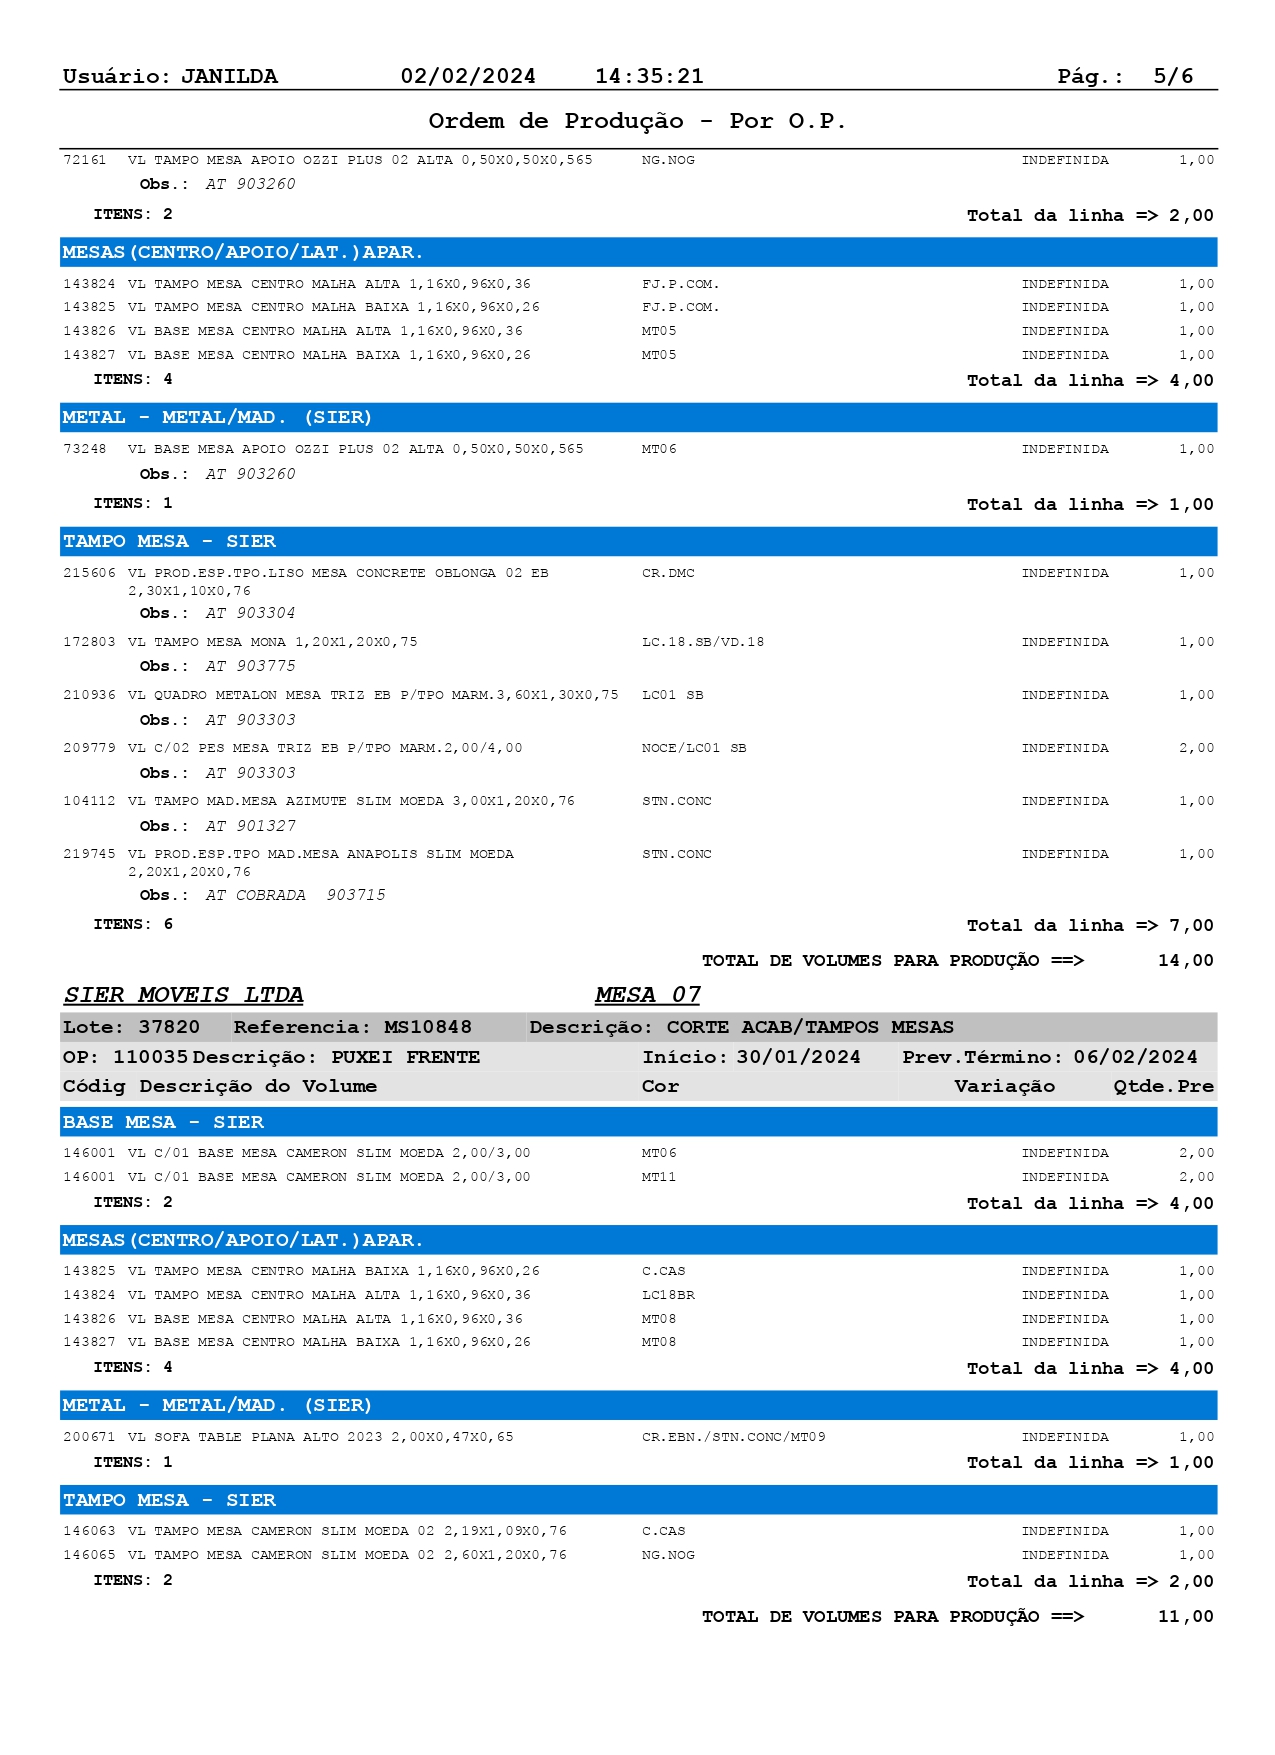 Usuário: JANILDA 02/02/2024 14:35:21 Pág.: 5/6
Ordem de Produção - Por O.P.
72161 VL TAMPO MESA APOIO OZZI PLUS 02 ALTA 0,50X0,50X0,565 NG.NOG INDEFINIDA 1,00
Obs.: AT 903260
ITENS: 2 Total da linha => 2,00
MESAS(CENTRO/APOIO/LAT.)APAR.
143824 VL TAMPO MESA CENTRO MALHA ALTA 1,16X0,96X0,36 FJ.P.COM. INDEFINIDA 1,00
143825 VL TAMPO MESA CENTRO MALHA BAIXA 1,16X0,96X0,26 FJ.P.COM. INDEFINIDA 1,00
143826 VL BASE MESA CENTRO MALHA ALTA 1,16X0,96X0,36 MT05 INDEFINIDA 1,00
143827 VL BASE MESA CENTRO MALHA BAIXA 1,16X0,96X0,26 MT05 INDEFINIDA 1,00
ITENS: 4 Total da linha => 4,00
METAL - METAL/MAD. (SIER)
73248 VL BASE MESA APOIO OZZI PLUS 02 ALTA 0,50X0,50X0,565 MT06 INDEFINIDA 1,00
Obs.: AT 903260
ITENS: 1 Total da linha => 1,00
TAMPO MESA - SIER
215606 VL PROD.ESP.TPO.LISO MESA CONCRETE OBLONGA 02 EB CR.DMC INDEFINIDA 1,00
2,30X1,10X0,76
Obs.: AT 903304
172803 VL TAMPO MESA MONA 1,20X1,20X0,75 LC.18.SB/VD.18 INDEFINIDA 1,00
Obs.: AT 903775
210936 VL QUADRO METALON MESA TRIZ EB P/TPO MARM.3,60X1,30X0,75 LC01 SB INDEFINIDA 1,00
Obs.: AT 903303
209779 VL C/02 PES MESA TRIZ EB P/TPO MARM.2,00/4,00 NOCE/LC01 SB INDEFINIDA 2,00
Obs.: AT 903303
104112 VL TAMPO MAD.MESA AZIMUTE SLIM MOEDA 3,00X1,20X0,76 STN.CONC INDEFINIDA 1,00
Obs.: AT 901327
219745 VL PROD.ESP.TPO MAD.MESA ANAPOLIS SLIM MOEDA STN.CONC INDEFINIDA 1,00
2,20X1,20X0,76
Obs.: AT COBRADA 903715
ITENS: 6 Total da linha => 7,00
TOTAL DE VOLUMES PARA PRODUÇÃO ==> 14,00
SIER MOVEIS LTDA MESA 07
Lote: 37820 Referencia: MS10848 Descrição: CORTE ACAB/TAMPOS MESAS
OP: 110035 Descrição: PUXEI FRENTE Início: 30/01/2024 Prev.Término: 06/02/2024
Códig Descrição do Volume Cor Variação Qtde.Pre
BASE MESA - SIER
146001 VL C/01 BASE MESA CAMERON SLIM MOEDA 2,00/3,00 MT06 INDEFINIDA 2,00
146001 VL C/01 BASE MESA CAMERON SLIM MOEDA 2,00/3,00 MT11 INDEFINIDA 2,00
ITENS: 2 Total da linha => 4,00
MESAS(CENTRO/APOIO/LAT.)APAR.
143825 VL TAMPO MESA CENTRO MALHA BAIXA 1,16X0,96X0,26 C.CAS INDEFINIDA 1,00
143824 VL TAMPO MESA CENTRO MALHA ALTA 1,16X0,96X0,36 LC18BR INDEFINIDA 1,00
143826 VL BASE MESA CENTRO MALHA ALTA 1,16X0,96X0,36 MT08 INDEFINIDA 1,00
143827 VL BASE MESA CENTRO MALHA BAIXA 1,16X0,96X0,26 MT08 INDEFINIDA 1,00
ITENS: 4 Total da linha => 4,00
METAL - METAL/MAD. (SIER)
200671 VL SOFA TABLE PLANA ALTO 2023 2,00X0,47X0,65 CR.EBN./STN.CONC/MT09 INDEFINIDA 1,00
ITENS: 1 Total da linha => 1,00
TAMPO MESA - SIER
146063 VL TAMPO MESA CAMERON SLIM MOEDA 02 2,19X1,09X0,76 C.CAS INDEFINIDA 1,00
146065 VL TAMPO MESA CAMERON SLIM MOEDA 02 2,60X1,20X0,76 NG.NOG INDEFINIDA 1,00
ITENS: 2 Total da linha => 2,00
TOTAL DE VOLUMES PARA PRODUÇÃO ==> 11,00